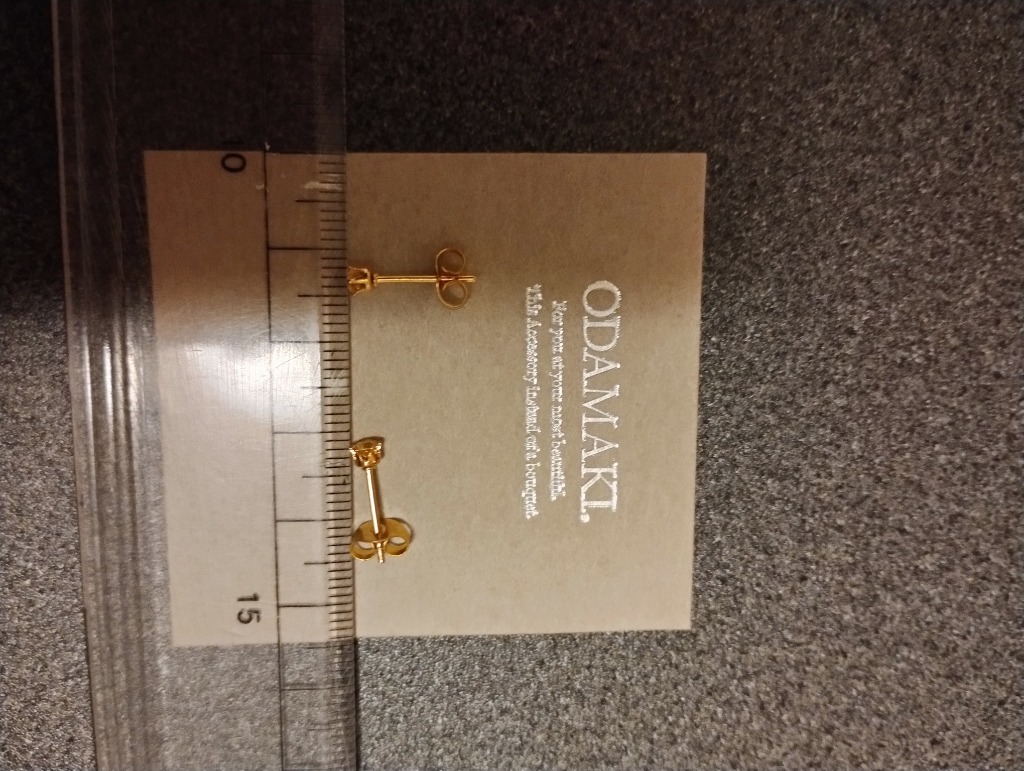 ODAMAKI.
For you at your most beautiful.
This Accessory instead of a bouquet.
0
15